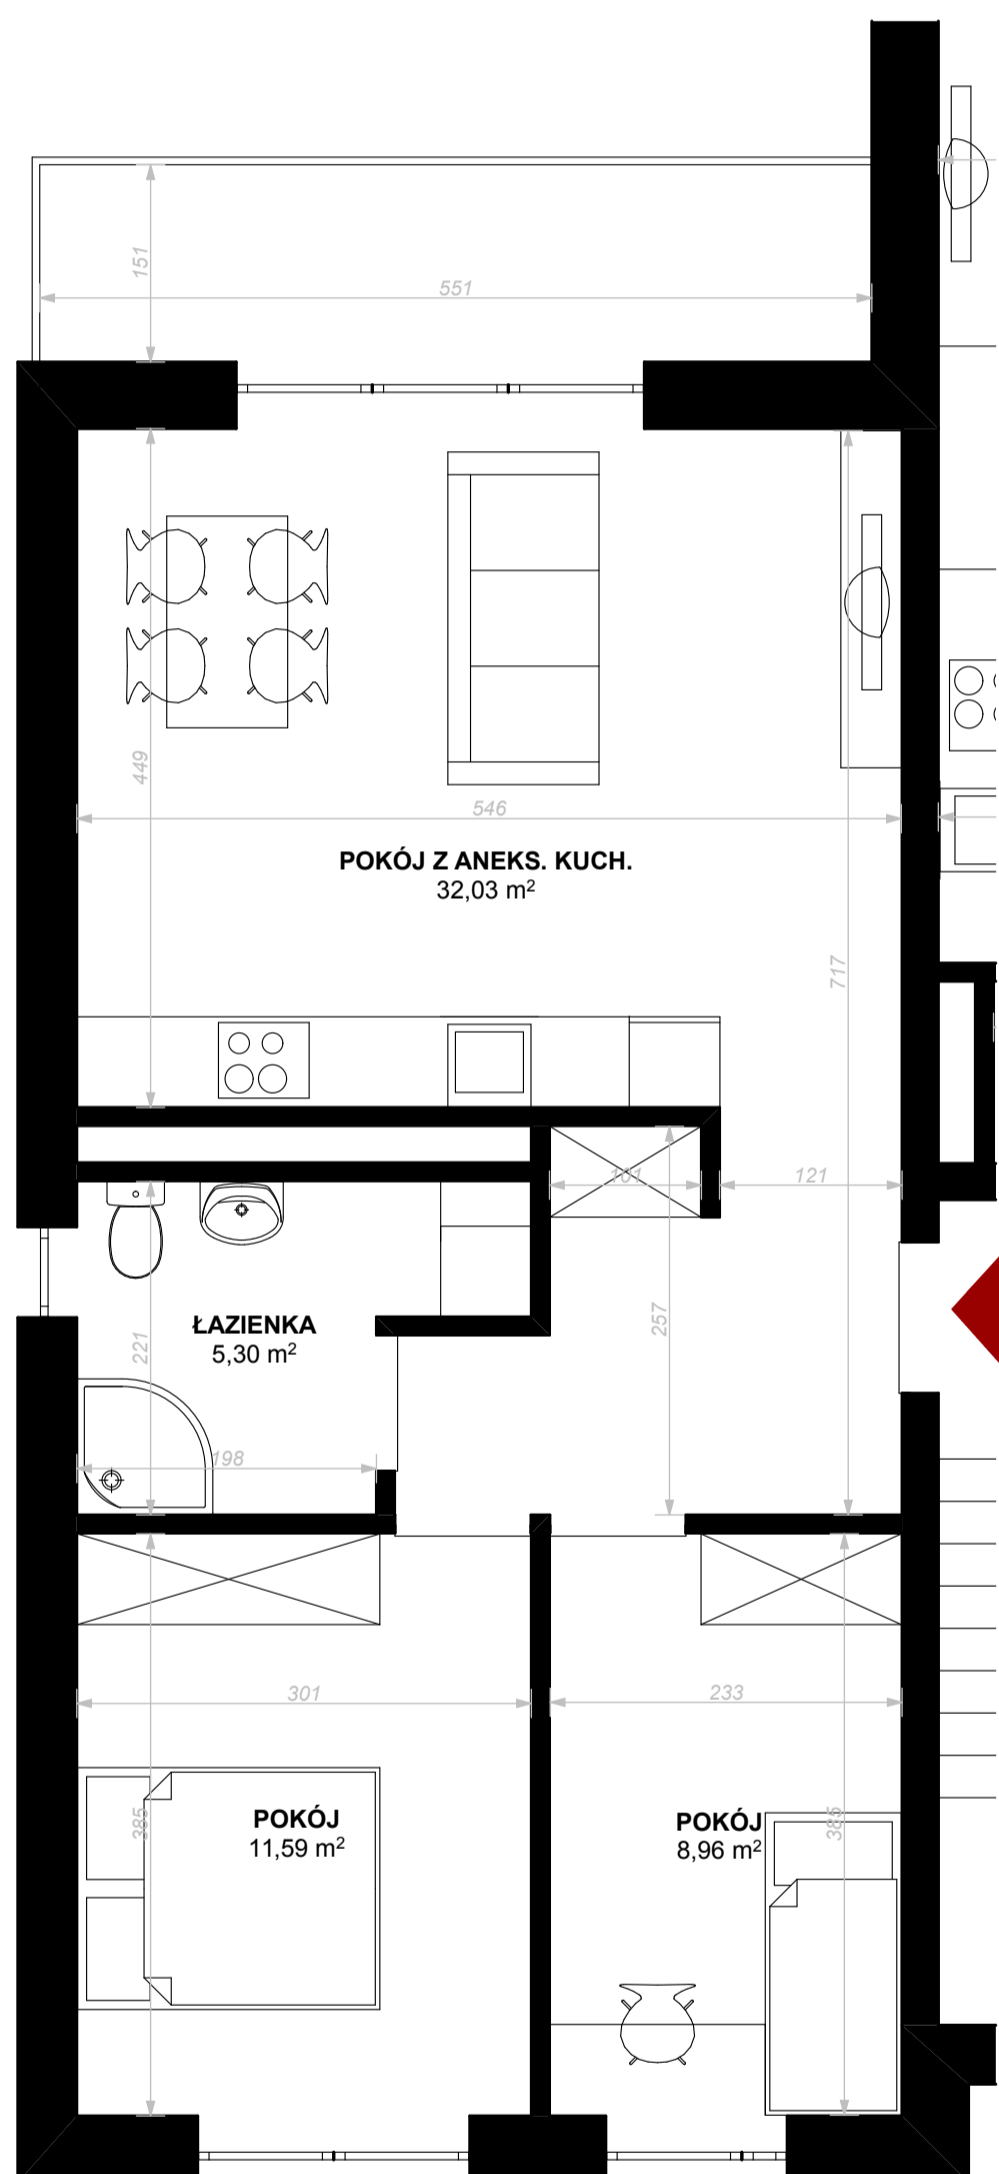 151
551
449
546
POKÓJ Z ANEKS. KUCH.
32,03 m²
717
101
121
257
ŁAZIENKA
5,30 m²
221
198
301
233
385
POKÓJ
11,59 m²
POKÓJ
8,96 m²
385